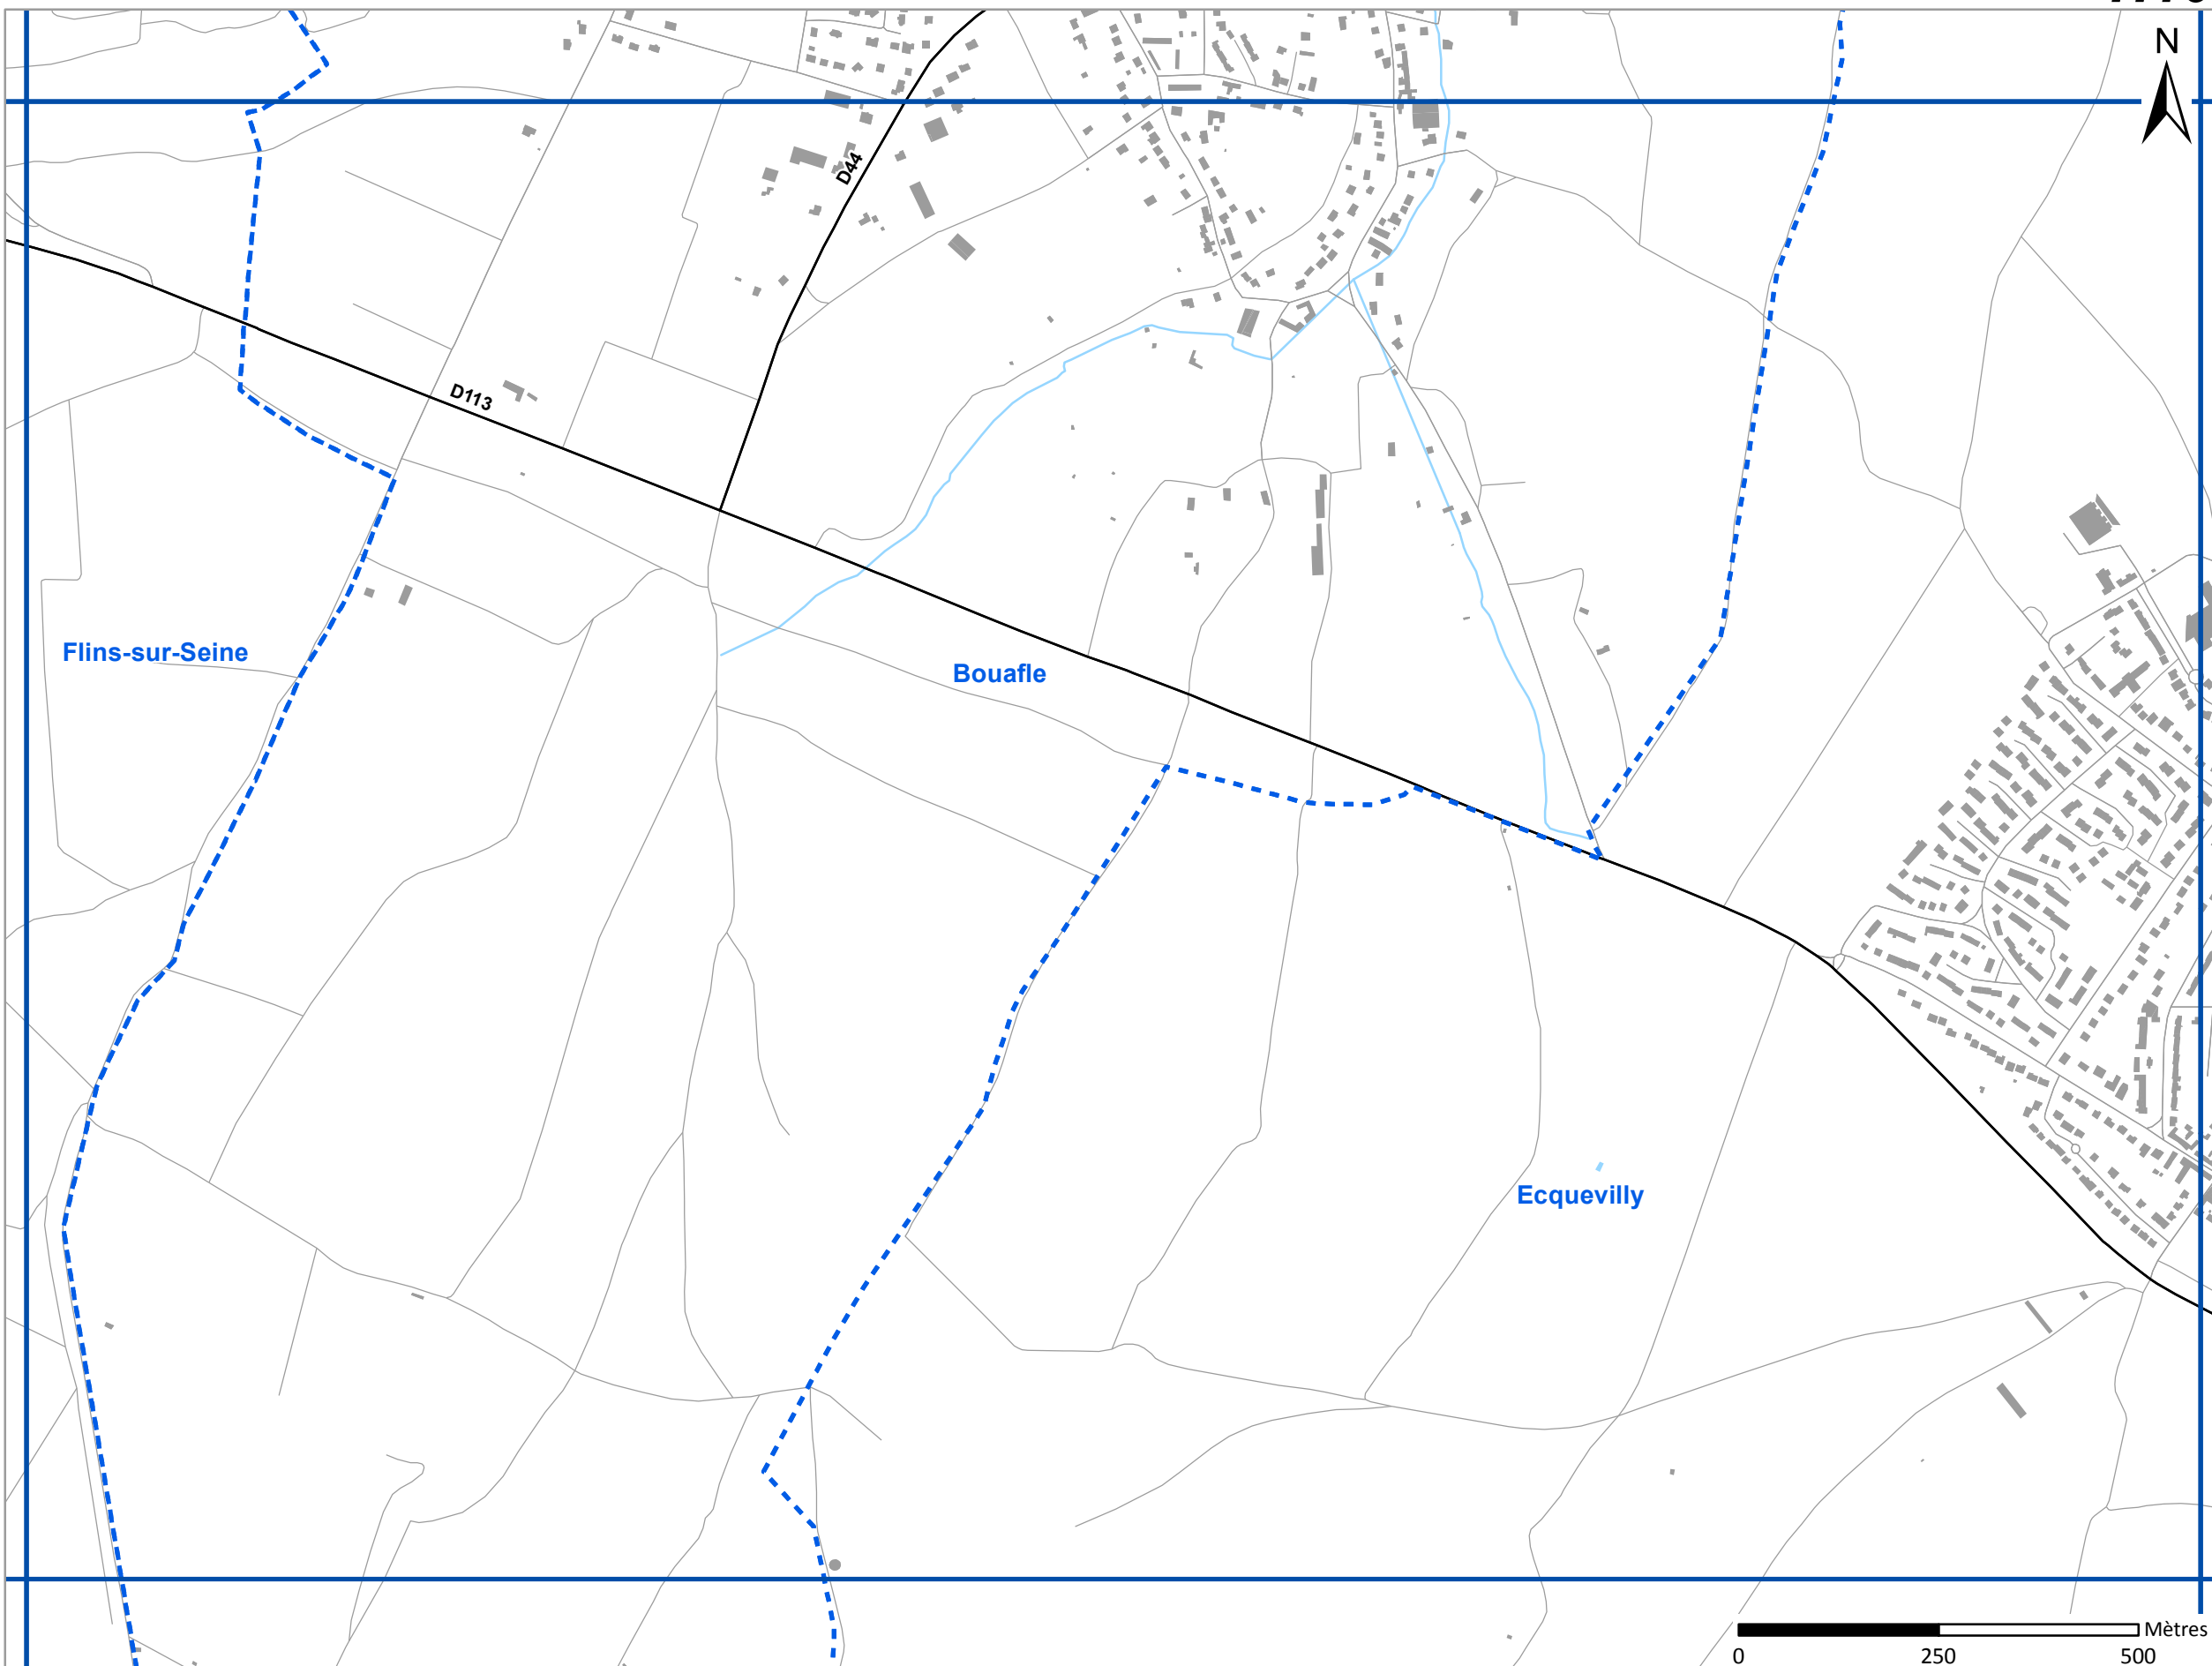 N
D44
D113
Flins-sur-Seine
Bouafle
Ecquevilly
Mètres
0 250 500